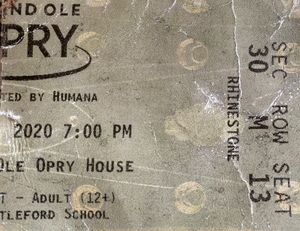 ND OLE
PRY
TED BY HUMANA
2020 7:00 PM
OLE OPRY HOUSE
T - ADULT (12+)
TLEFORD SCHOOL
RHINESTONE
SEC ROW SEAT
30 M 13